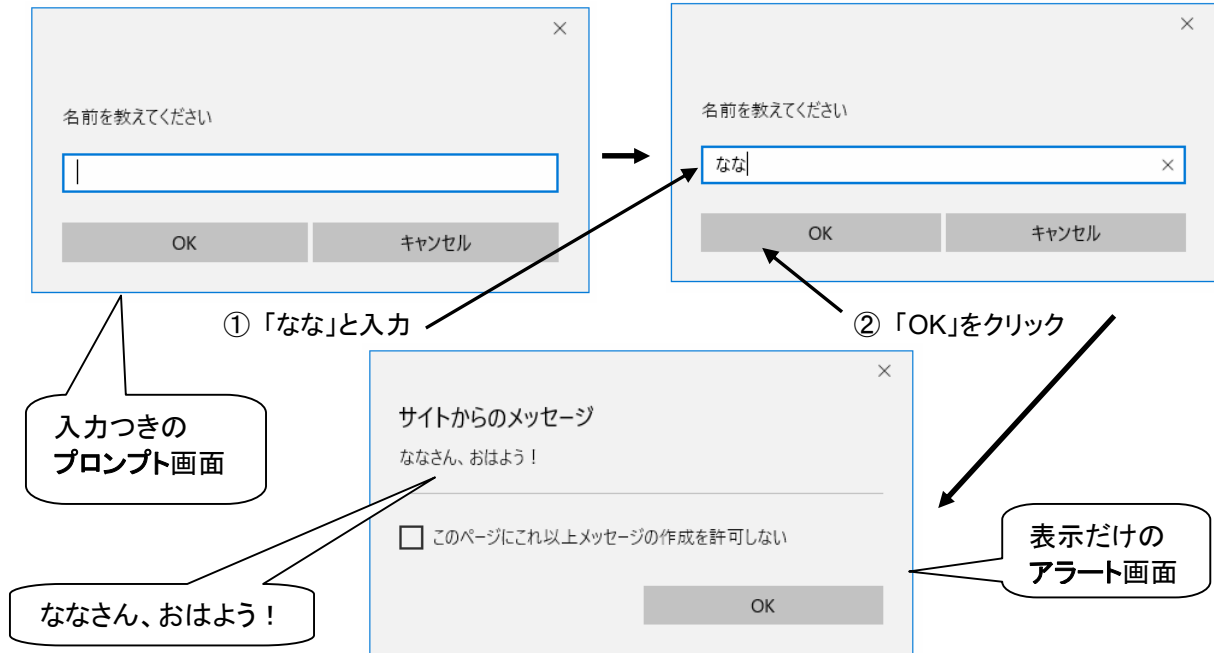 名前を教えてください
OK
キャンセル
名前を教えてください
なな
OK
キャンセル
① 「なな」と入力
② 「OK」をクリック
入力つきの
プロンプト画面
サイトからのメッセージ
ななさん、おはよう！
このページにこれ以上メッセージの作成を許可しない
OK
表示だけの
アラート画面
ななさん、おはよう！